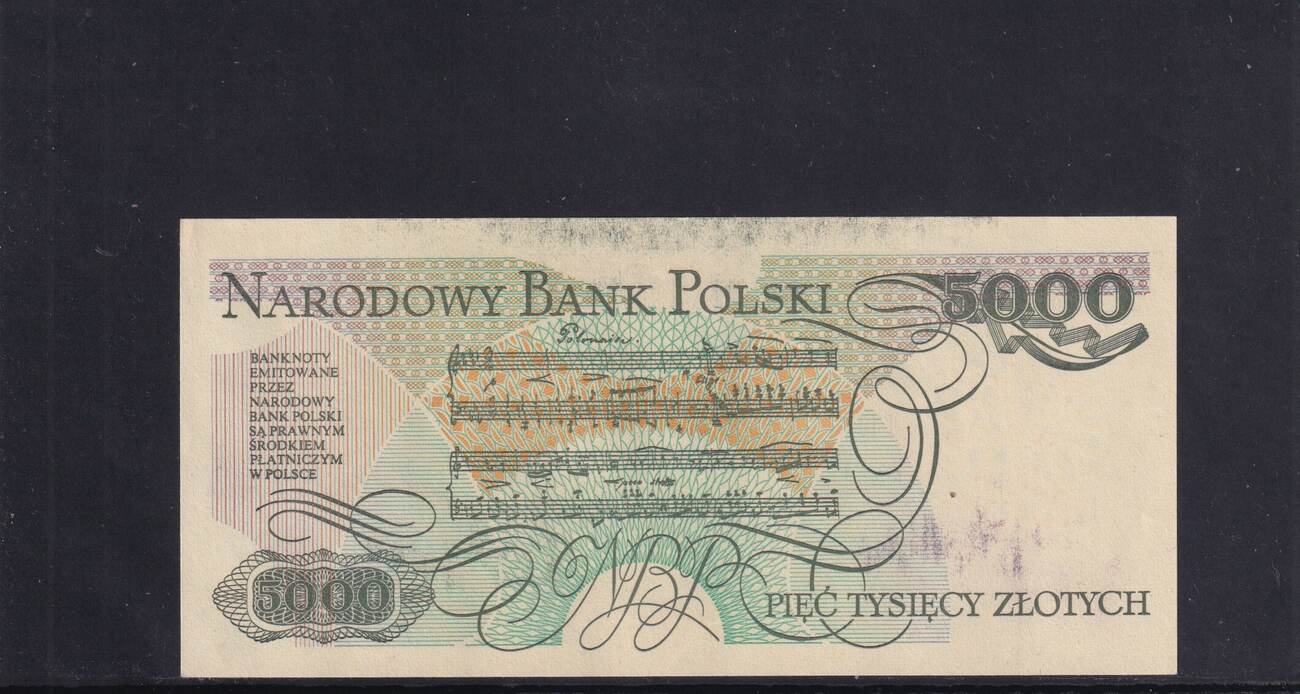 NARODOWY BANK POLSKI
5000
Polonaise.
BANKNOTY
EMITOWANE
PRZEZ
NARODOWY
BANK POLSKI
SĄ PRAWNYM
ŚRODKIEM
PŁATNICZYM
W POLSCE
5000
NBP
PIĘĆ TYSIĘCY ZŁOTYCH